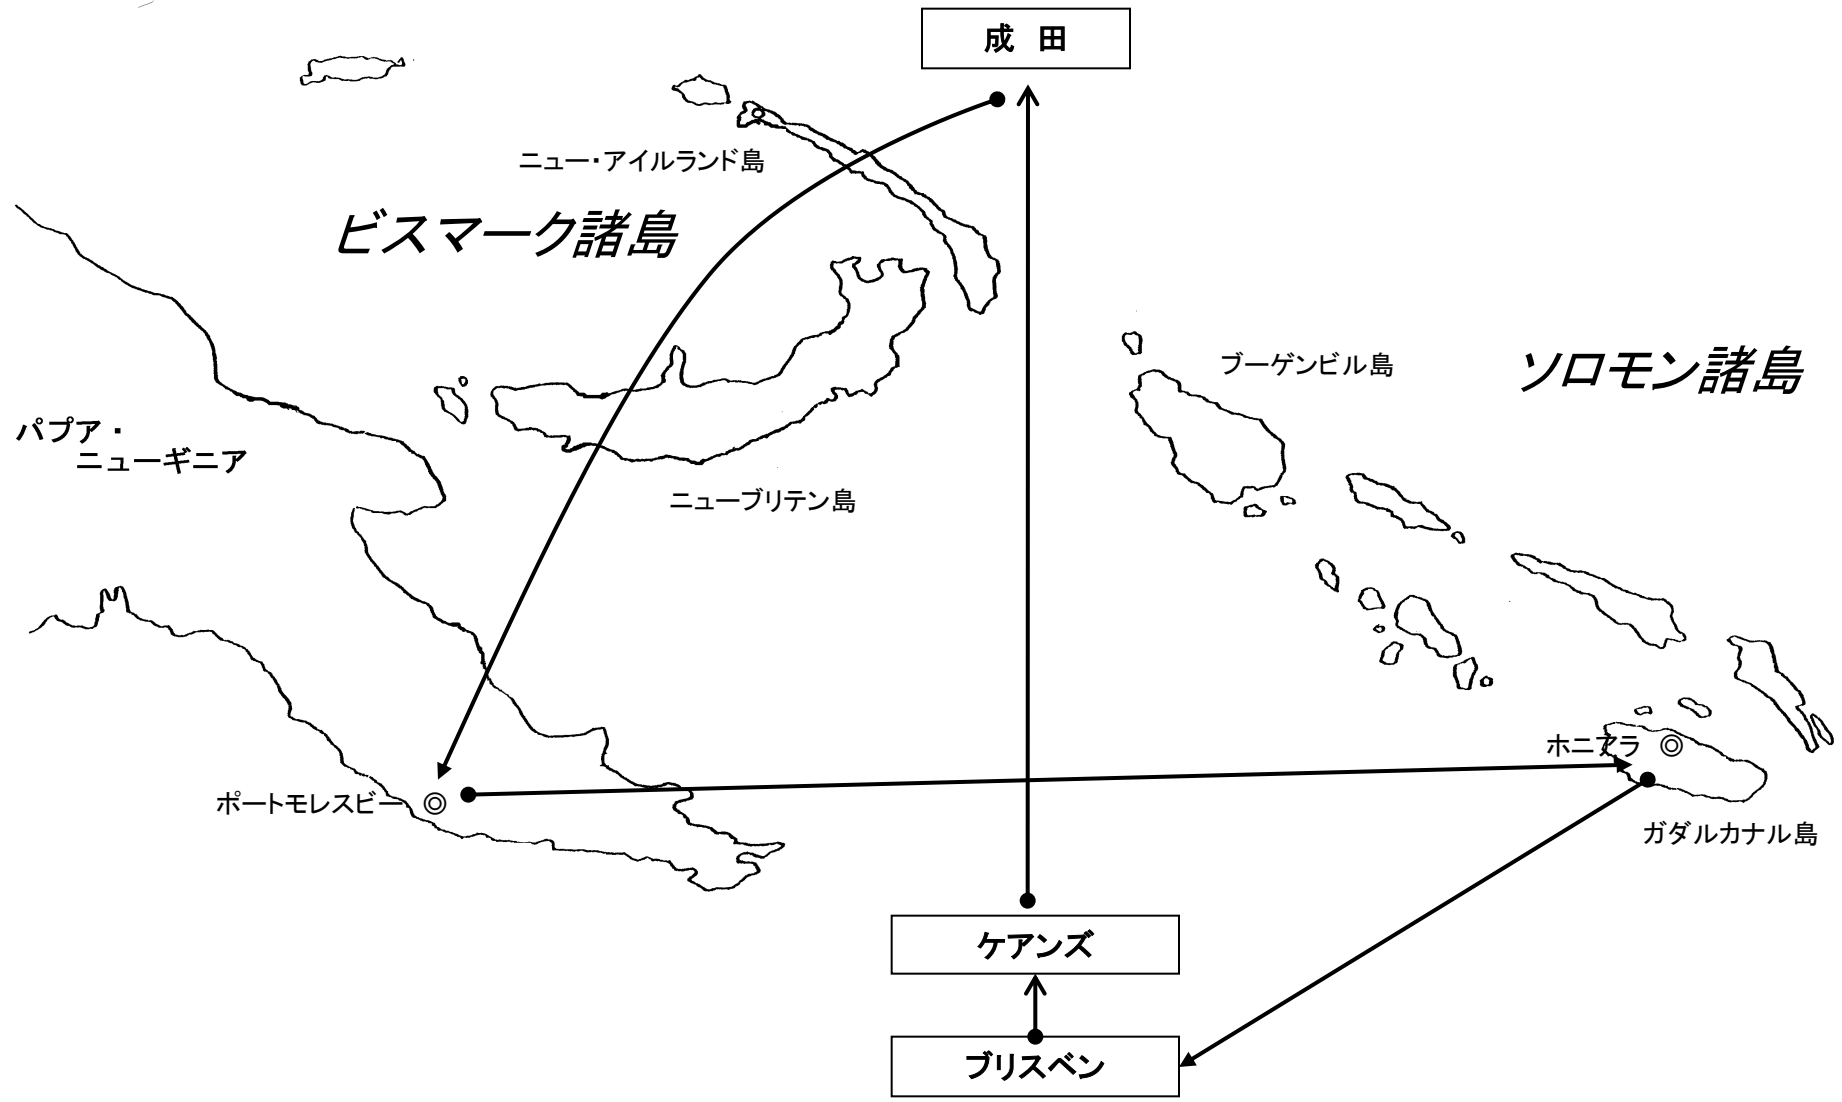 成 田
ニュー・アイルランド島
ビスマーク諸島
ブーゲンビル島
ソロモン諸島
パプア・
ニューギニア
ニューブリテン島
ホニアラ
ポートモレスビー
ガダルカナル島
ケアンズ
ブリスベン